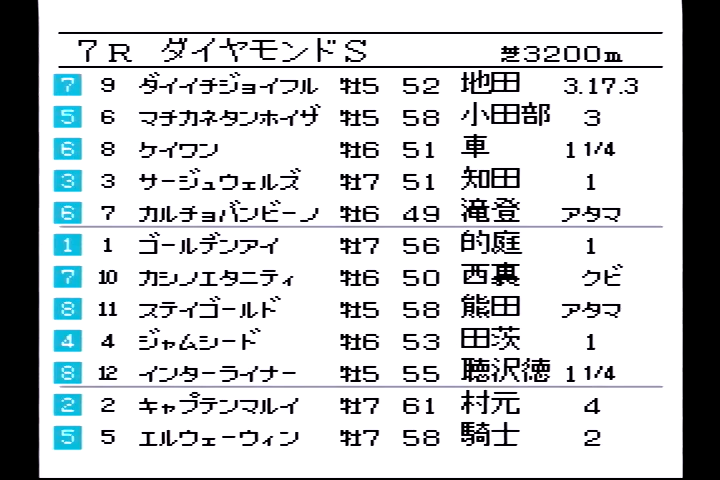 7R ダイヤモンドS 芝3200m
7 9 ダイイチジョイフル 牡5 52 池田 3.17.3
5 6 マチカネタンホイザ 牡5 58 小田部 3
6 8 ケイワン 牡6 51 車 1 1/4
3 3 サージュウェルズ 牡7 51 知田 1
6 7 カルチョバンビーノ 牡6 49 滝登 アタマ
1 1 ゴールデンアイ 牡7 56 的庭 1
7 10 カシノエタニティ 牡6 50 西裏 クビ
8 11 ステイゴールド 牡5 58 熊田 アタマ
4 4 ジャムシード 牡6 53 田茨 1
8 12 インターライナー 牡5 55 聴沢徳 1 1/4
2 2 キャプテンマルイ 牡7 61 村元 4
5 5 エルウェーウィン 牡7 58 騎士 2